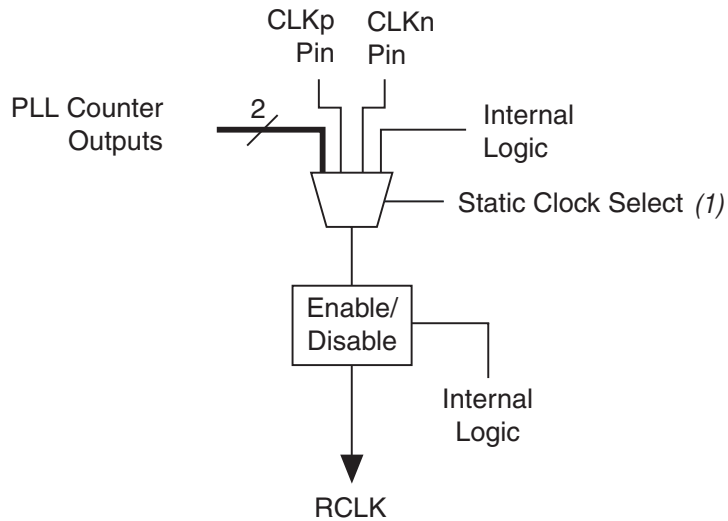 CLKp
Pin
CLKn
Pin
PLL Counter
Outputs
2
Internal
Logic
Static Clock Select (1)
Enable/
Disable
Internal
Logic
RCLK